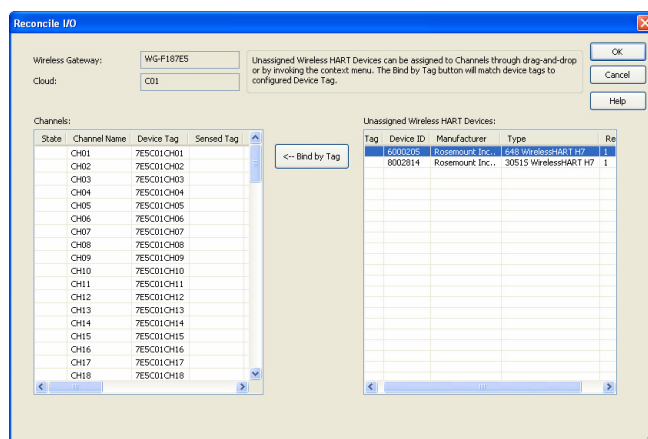 Reconcile I/O
Wireless Gateway: WG-F187E5
Cloud: C01
Unassigned Wireless HART Devices can be assigned to Channels through drag-and-drop
or by invoking the context menu. The Bind by Tag button will match device tags to
configured Device Tag.
OK
Cancel
Help
Channels:
State Channel Name Device Tag Sensed Tag
CH01 7E5C01CH01
CH02 7E5C01CH02
CH03 7E5C01CH03
CH04 7E5C01CH04
CH05 7E5C01CH05
CH06 7E5C01CH06
CH07 7E5C01CH07
CH08 7E5C01CH08
CH09 7E5C01CH09
CH10 7E5C01CH10
CH11 7E5C01CH11
CH12 7E5C01CH12
CH13 7E5C01CH13
CH14 7E5C01CH14
CH15 7E5C01CH15
CH16 7E5C01CH16
CH17 7E5C01CH17
CH18 7E5C01CH18
<-- Bind by Tag
Unassigned Wireless HART Devices:
Tag Device ID Manufacturer Type Re
6000205 Rosemount Inc... 648 WirelessHART H7 1
8002814 Rosemount Inc... 3051S WirelessHART H7 1